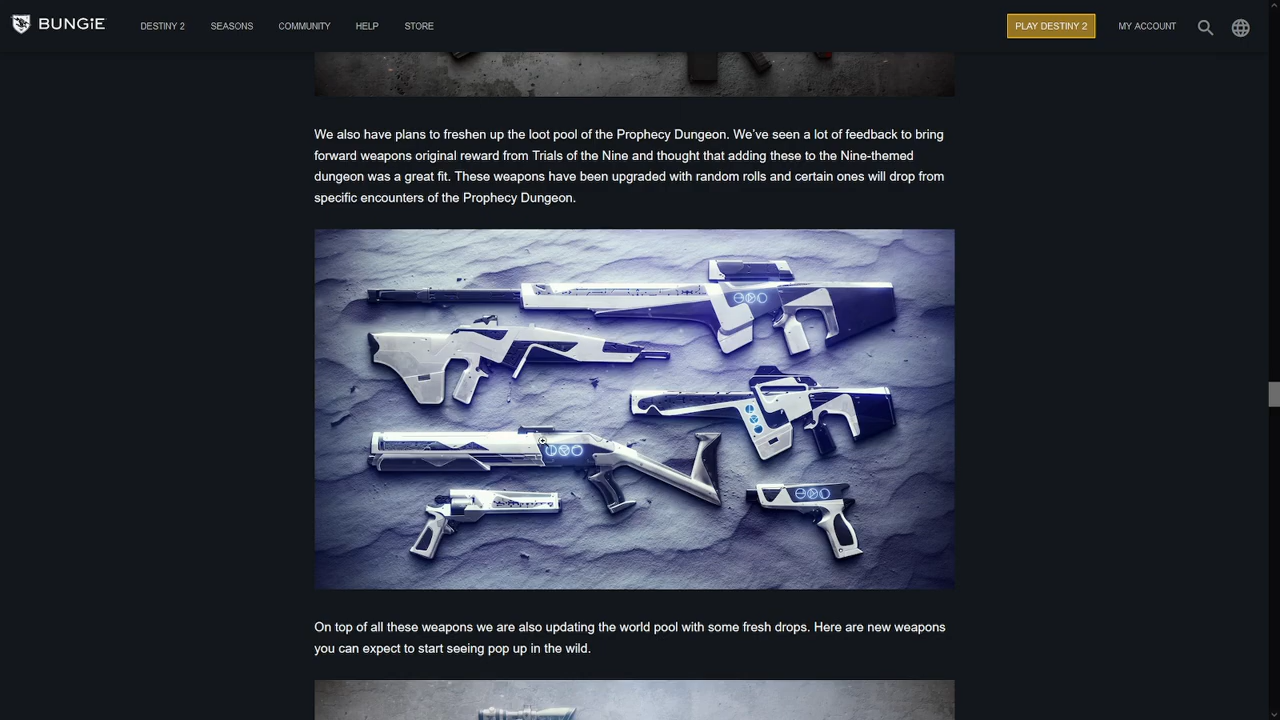 BUNGiE DESTINY 2 SEASONS COMMUNITY HELP STORE PLAY DESTINY 2 MY ACCOUNT
We also have plans to freshen up the loot pool of the Prophecy Dungeon. We’ve seen a lot of feedback to bring
forward weapons original reward from Trials of the Nine and thought that adding these to the Nine-themed
dungeon was a great fit. These weapons have been upgraded with random rolls and certain ones will drop from
specific encounters of the Prophecy Dungeon.
On top of all these weapons we are also updating the world pool with some fresh drops. Here are new weapons
you can expect to start seeing pop up in the wild.